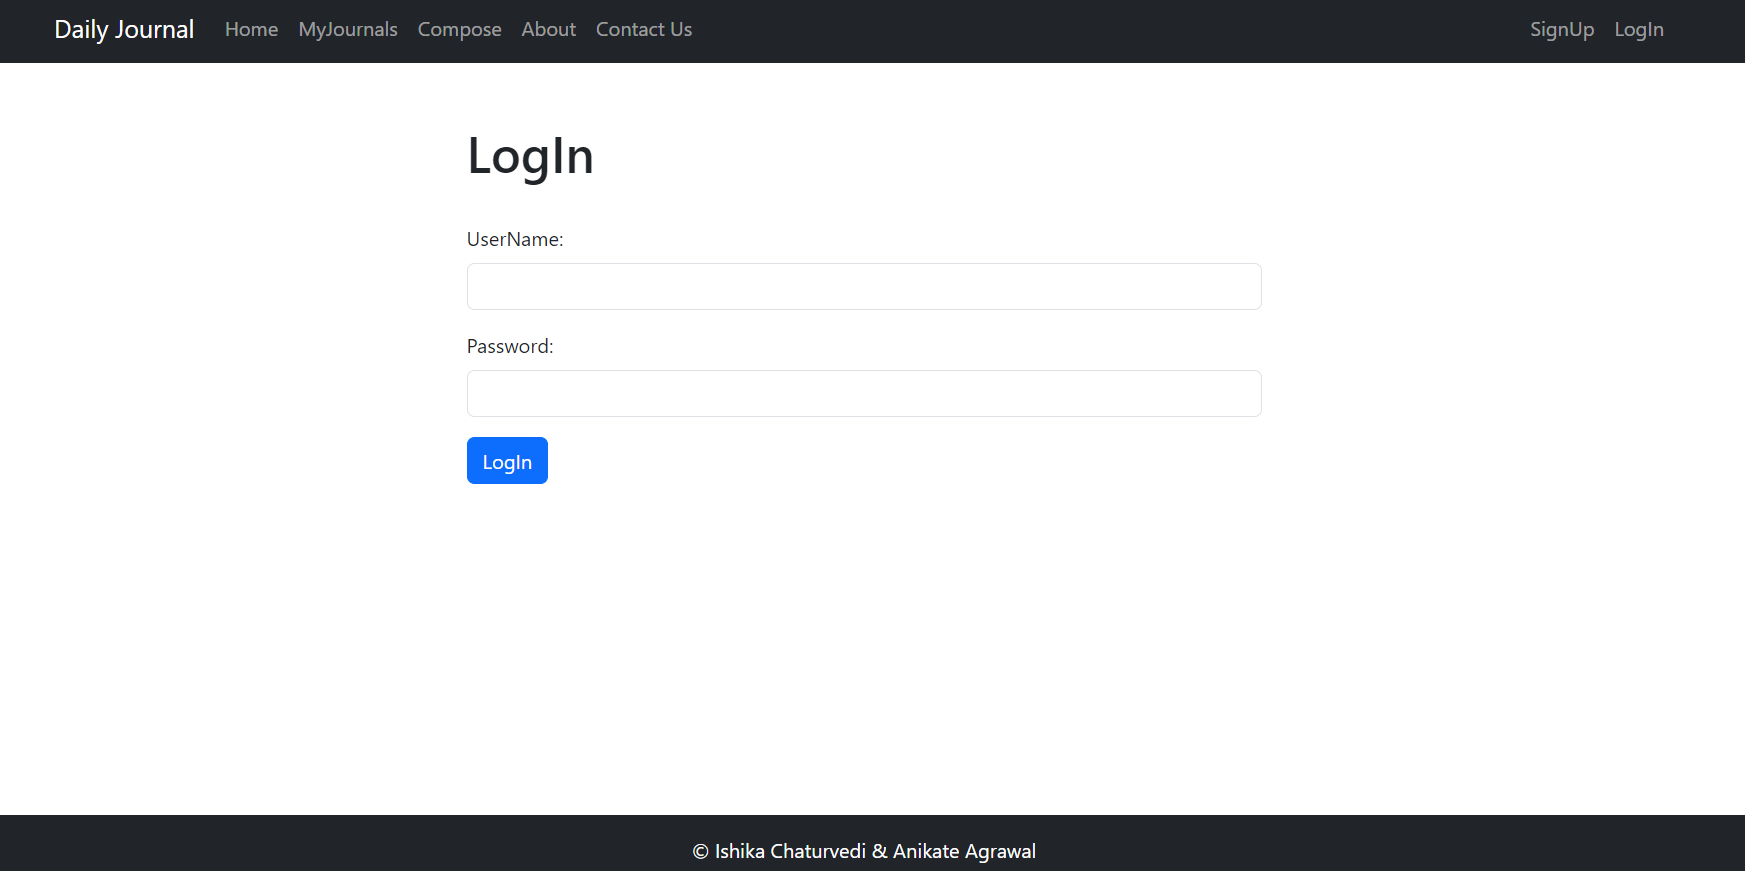 Daily Journal Home MyJournals Compose About Contact Us SignUp LogIn
LogIn
UserName:
Password:
LogIn
© Ishika Chaturvedi & Anikate Agrawal